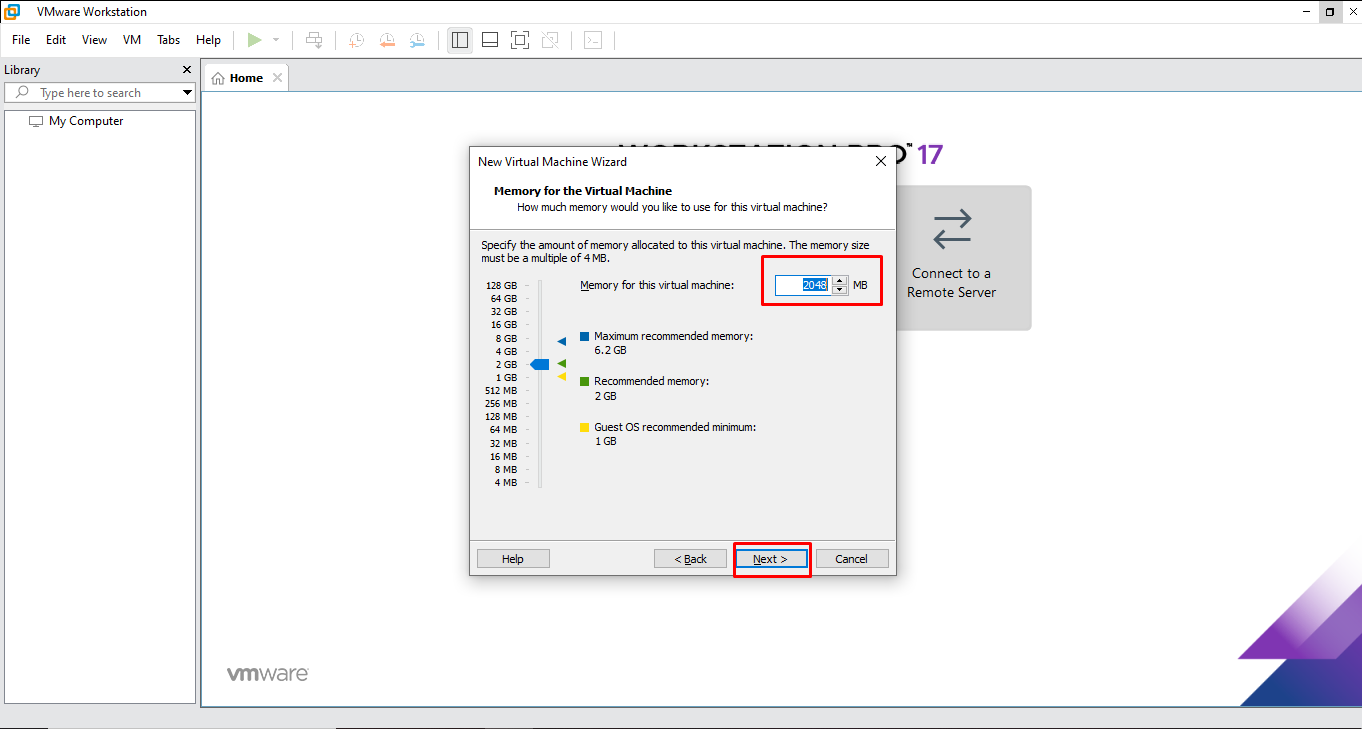 VMware Workstation
File Edit View VM Tabs Help
Library
Type here to search
My Computer
Home
WORKSTATION PRO™ 17
Connect to a
Remote Server
New Virtual Machine Wizard
Memory for the Virtual Machine
How much memory would you like to use for this virtual machine?
Specify the amount of memory allocated to this virtual machine. The memory size
must be a multiple of 4 MB.
Memory for this virtual machine: 2048 MB
128 GB
64 GB
32 GB
16 GB
8 GB
4 GB
2 GB
1 GB
512 MB
256 MB
128 MB
64 MB
32 MB
16 MB
8 MB
4 MB
Maximum recommended memory:
6.2 GB
Recommended memory:
2 GB
Guest OS recommended minimum:
1 GB
Help < Back Next > Cancel
vmware